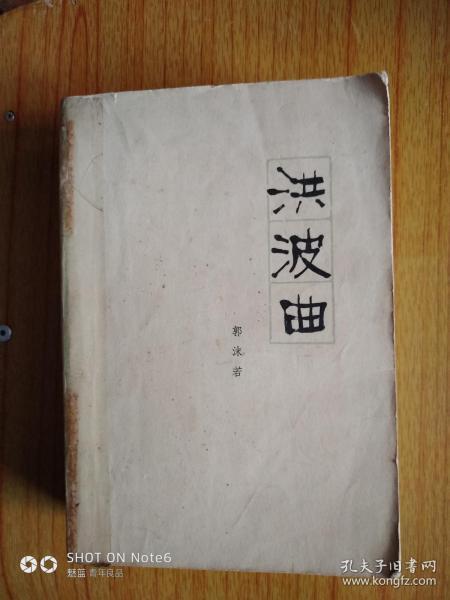 洪波曲
郭沫若
SHOT ON Note6
魅蓝 青年良品
孔夫子旧书网
www.kongfz.com